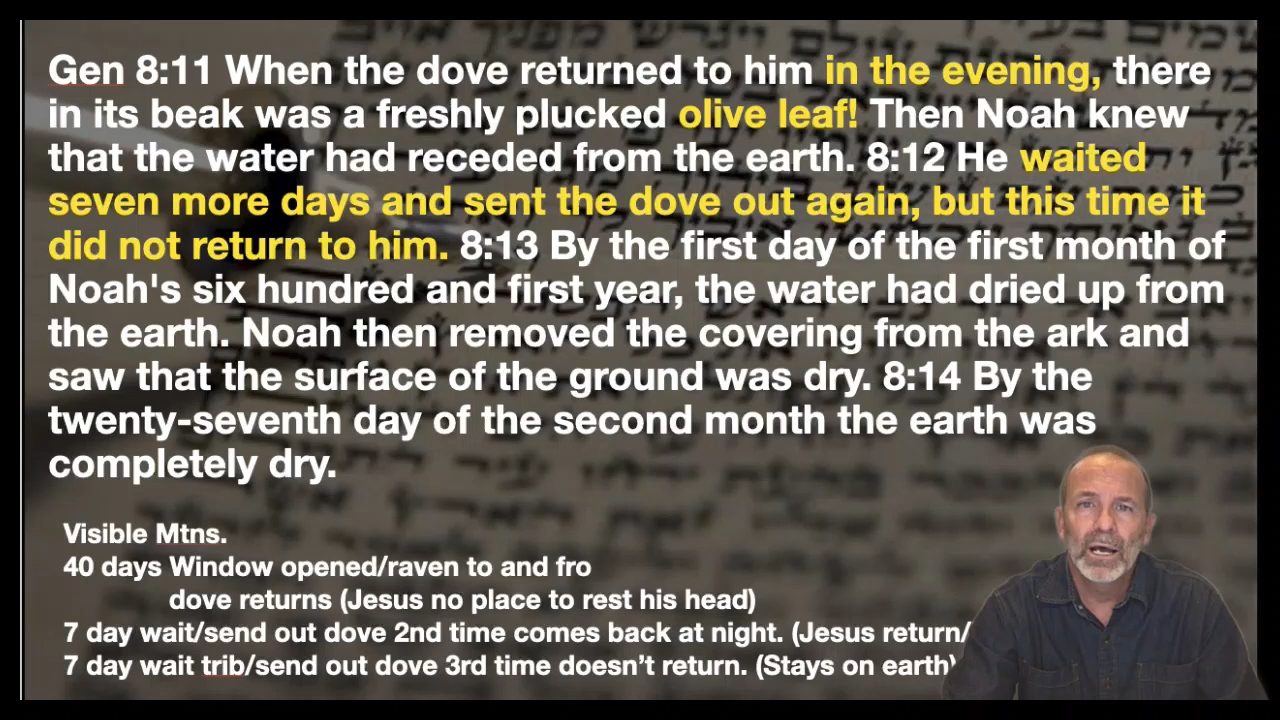 Gen 8:11 When the dove returned to him in the evening, there
in its beak was a freshly plucked olive leaf! Then Noah knew
that the water had receded from the earth. 8:12 He waited
seven more days and sent the dove out again, but this time it
did not return to him. 8:13 By the first day of the first month of
Noah's six hundred and first year, the water had dried up from
the earth. Noah then removed the covering from the ark and
saw that the surface of the ground was dry. 8:14 By the
twenty-seventh day of the second month the earth was
completely dry.
Visible Mtns.
40 days Window opened/raven to and fro
dove returns (Jesus no place to rest his head)
7 day wait/send out dove 2nd time comes back at night. (Jesus return/
7 day wait trib/send out dove 3rd time doesn’t return. (Stays on earth)